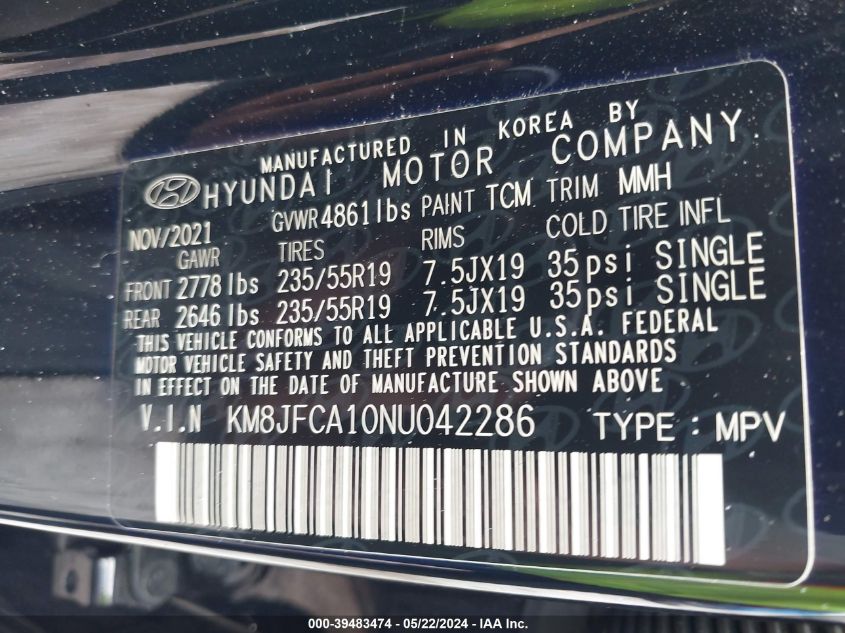 MANUFACTURED IN KOREA BY
HYUNDAI MOTOR COMPANY
NOV/2021 GVWR 4861 lbs PAINT TCM TRIM MMH
GAWR TIRES RIMS COLD TIRE INFL
FRONT 2778 lbs 235/55R19 7.5JX19 35psi SINGLE
REAR 2646 lbs 235/55R19 7.5JX19 35psi SINGLE
THIS VEHICLE CONFORMS TO ALL APPLICABLE U.S.A. FEDERAL
MOTOR VEHICLE SAFETY AND THEFT PREVENTION STANDARDS
IN EFFECT ON THE DATE OF MANUFACTURE SHOWN ABOVE
V.I.N KM8JFCA10NU042286 TYPE : MPV
000-39483474 - 05/22/2024 - IAA Inc.